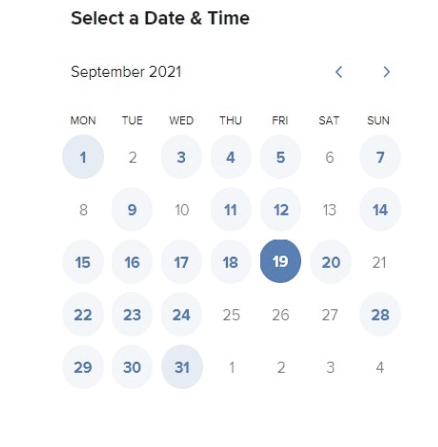 Select a Date & Time
September 2021
MON TUE WED THU FRI SAT SUN
1 2 3 4 5 6 7
8 9 10 11 12 13 14
15 16 17 18 19 20 21
22 23 24 25 26 27 28
29 30 31 1 2 3 4